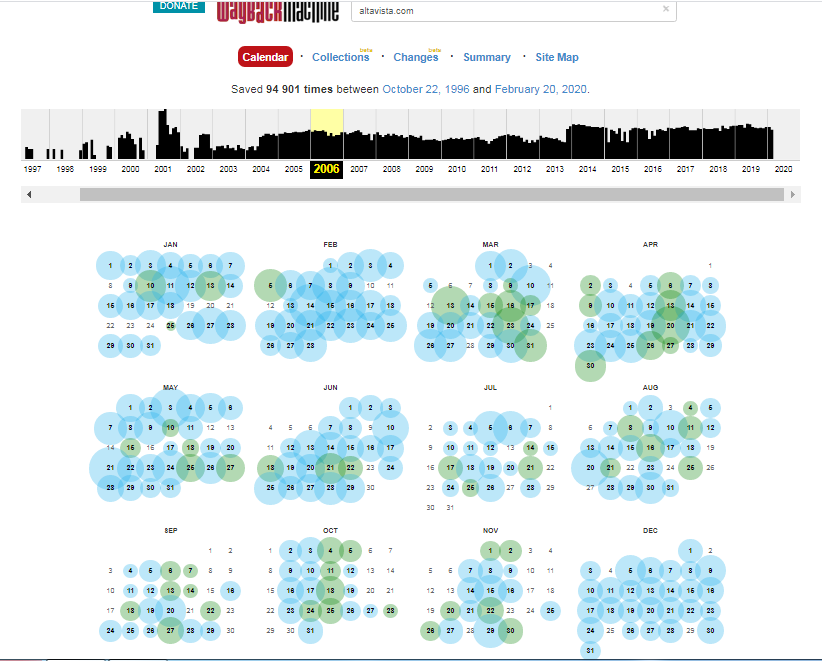 DONATE
WaybackMachine
altavista.com ×
Calendar · Collections beta · Changes beta · Summary · Site Map
Saved 94 901 times between October 22, 1996 and February 20, 2020.
1997 1998 1999 2000 2001 2002 2003 2004 2005 2006 2007 2008 2009 2010 2011 2012 2013 2014 2015 2016 2017 2018 2019 2020
JAN FEB MAR APR
1 2 3 4 5 6 7 1 2 3 4 1 2 3 4 1
8 9 10 11 12 13 14 5 6 7 8 9 10 11 5 6 7 8 9 10 11 2 3 4 5 6 7 8
15 16 17 18 19 20 21 12 13 14 15 16 17 18 12 13 14 15 16 17 18 9 10 11 12 13 14 15
22 23 24 25 26 27 28 19 20 21 22 23 24 25 19 20 21 22 23 24 25 16 17 18 19 20 21 22
29 30 31 26 27 28 26 27 28 29 30 31 23 24 25 26 27 28 29
30
MAY JUN JUL AUG
1 2 3 4 5 6 1 2 3 1 1 2 3 4 5
7 8 9 10 11 12 13 4 5 6 7 8 9 10 2 3 4 5 6 7 8 6 7 8 9 10 11 12
14 15 16 17 18 19 20 11 12 13 14 15 16 17 9 10 11 12 13 14 15 13 14 15 16 17 18 19
21 22 23 24 25 26 27 18 19 20 21 22 23 24 16 17 18 19 20 21 22 20 21 22 23 24 25 26
28 29 30 31 25 26 27 28 29 30 23 24 25 26 27 28 29 27 28 29 30 31
30 31
SEP OCT NOV DEC
1 2 1 2 3 4 5 6 7 1 2 3 4 1 2
3 4 5 6 7 8 9 8 9 10 11 12 13 14 5 6 7 8 9 10 11 3 4 5 6 7 8 9
10 11 12 13 14 15 16 15 16 17 18 19 20 21 12 13 14 15 16 17 18 10 11 12 13 14 15 16
17 18 19 20 21 22 23 22 23 24 25 26 27 28 19 20 21 22 23 24 25 17 18 19 20 21 22 23
24 25 26 27 28 29 30 29 30 31 26 27 28 29 30 24 25 26 27 28 29 30
31